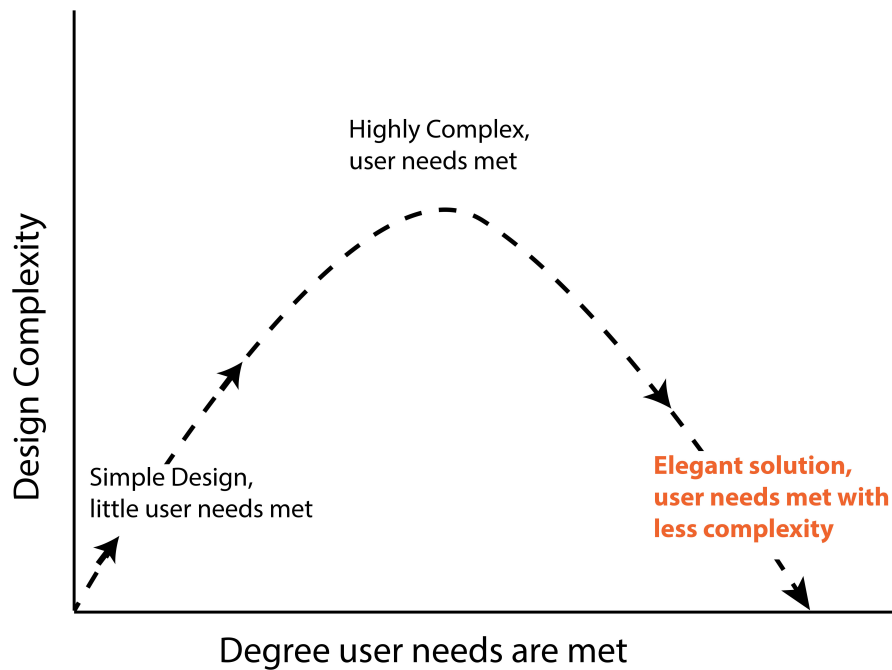 Highly Complex,
user needs met
Design Complexity
Simple Design,
little user needs met
Elegant solution,
user needs met with
less complexity
Degree user needs are met